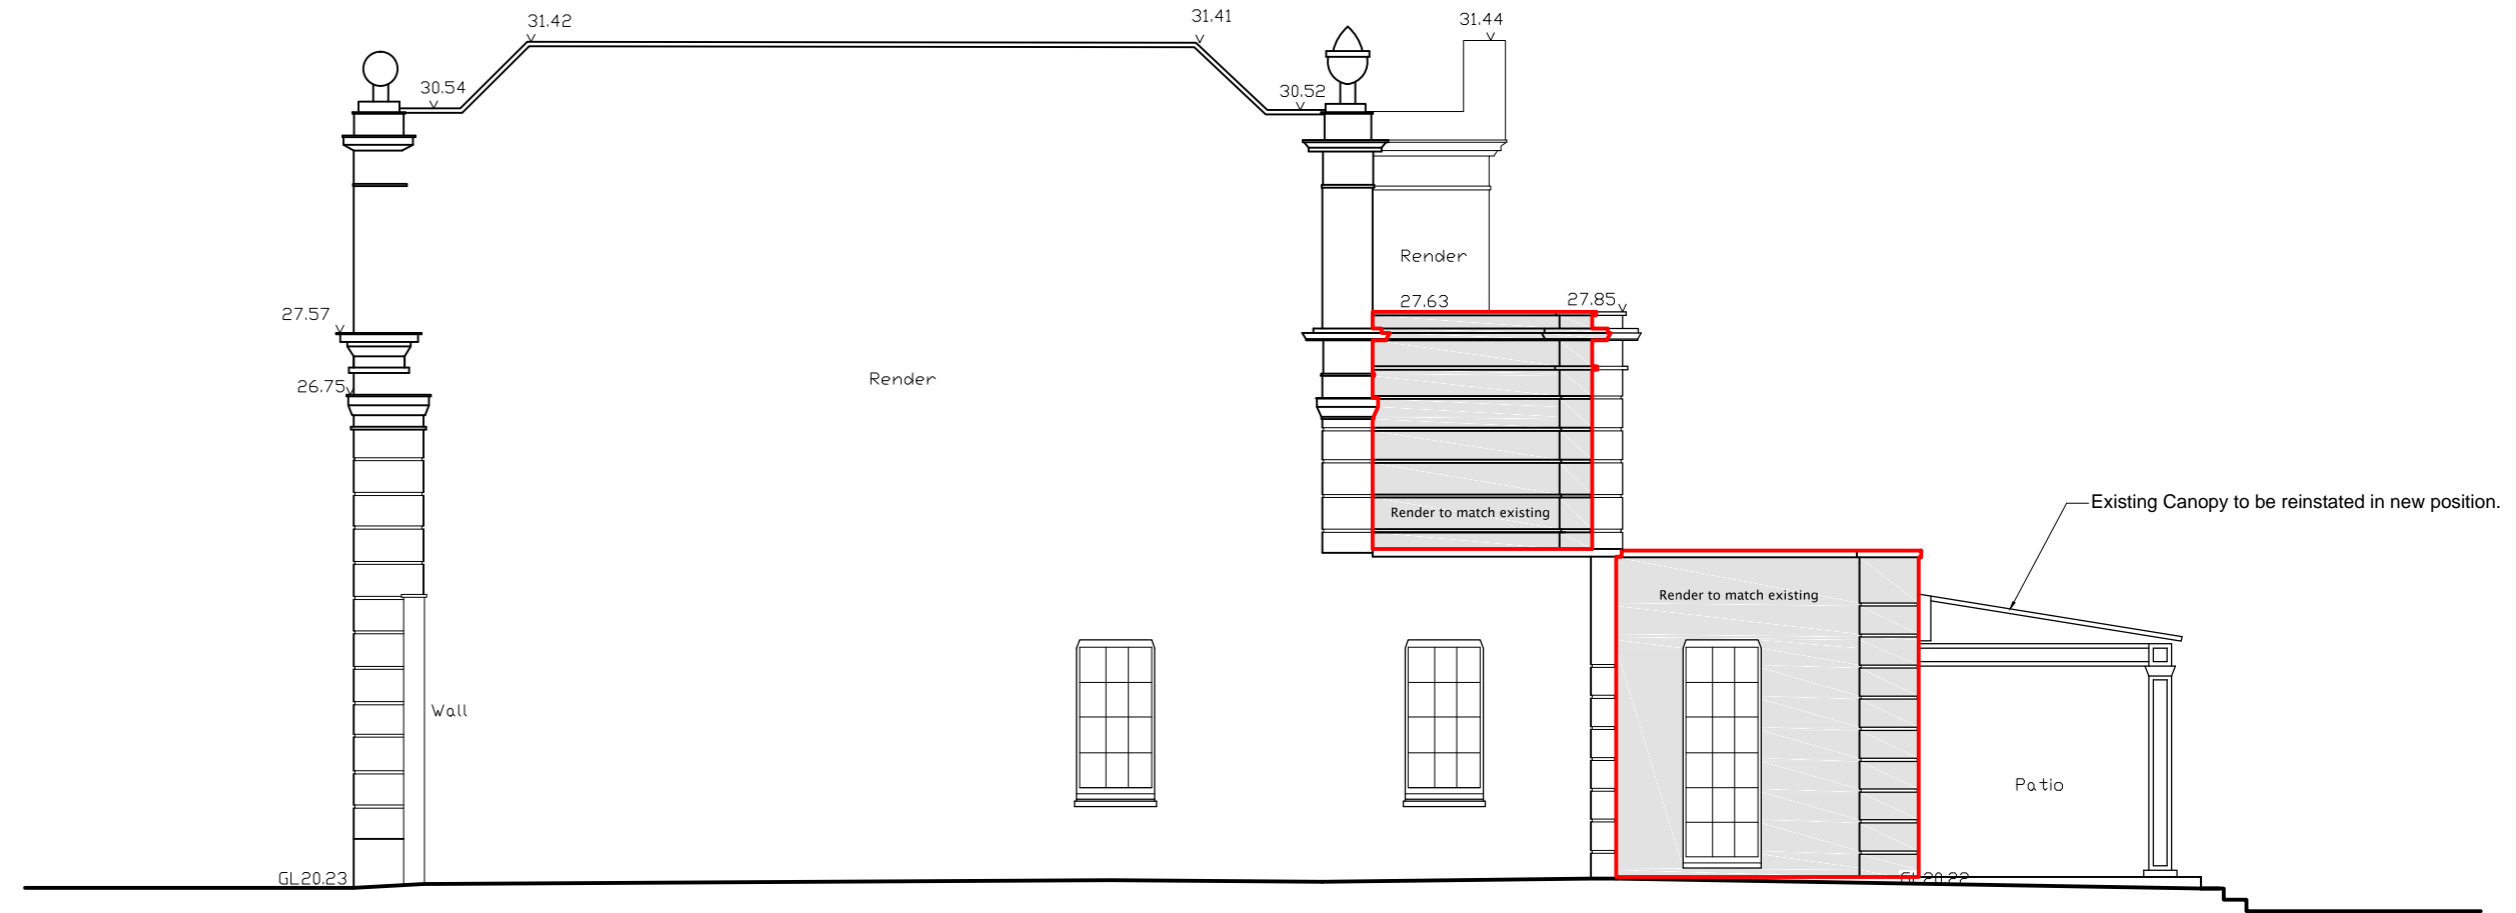 31.42
31.41
31.44
30.54
30.52
Render
27.57
27.63
27.85
Render
26.75
Existing Canopy to be reinstated in new position.
Render to match existing
Render to match existing
Wall
Patio
GL20.23
GL20.22